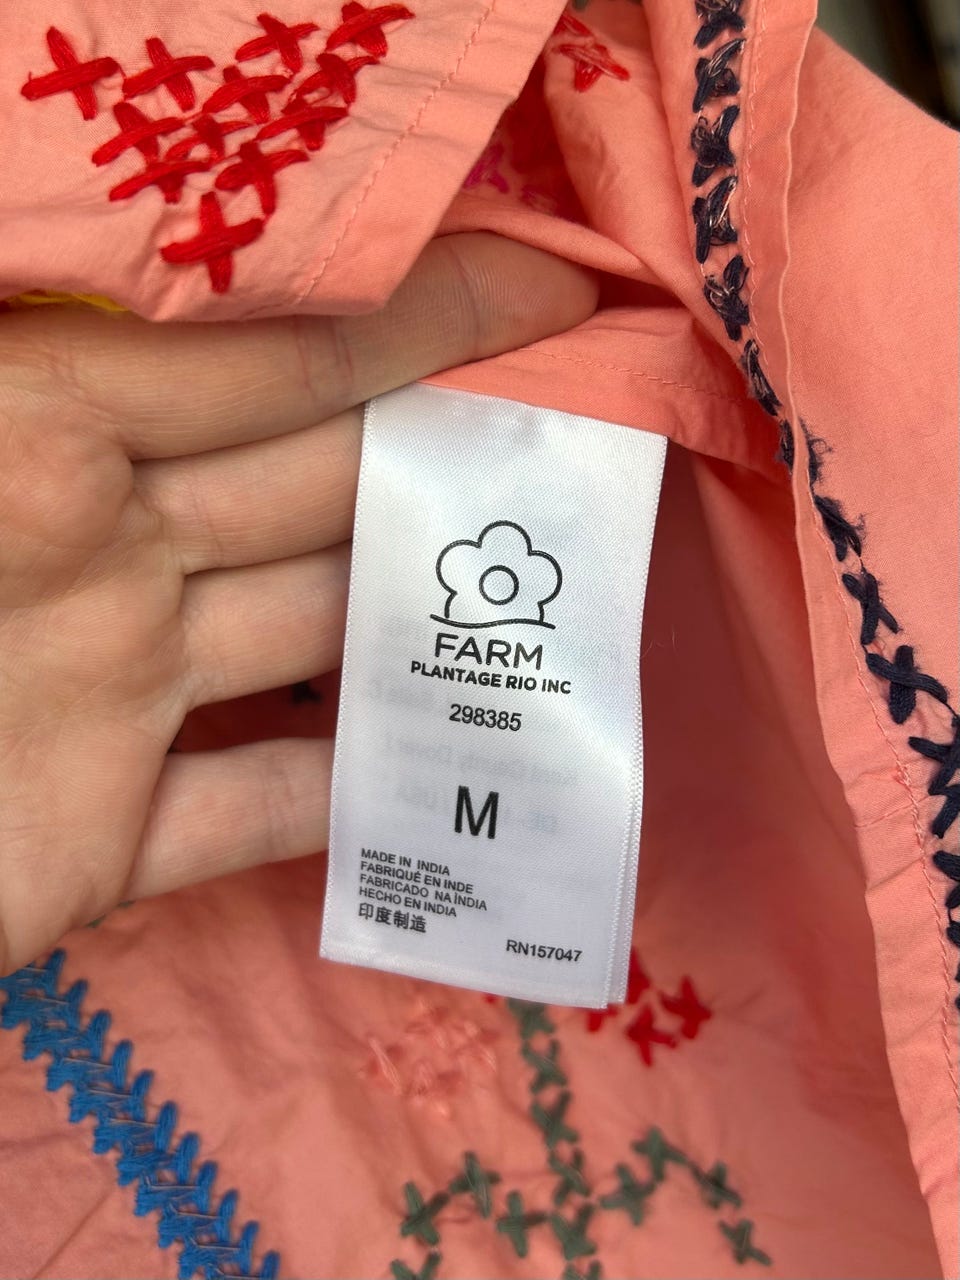 FARM
PLANTAGE RIO INC
298385
M
MADE IN INDIA
FABRIQUÉ EN INDE
FABRICADO NA ÍNDIA
HECHO EN INDIA
印度制造
RN157047